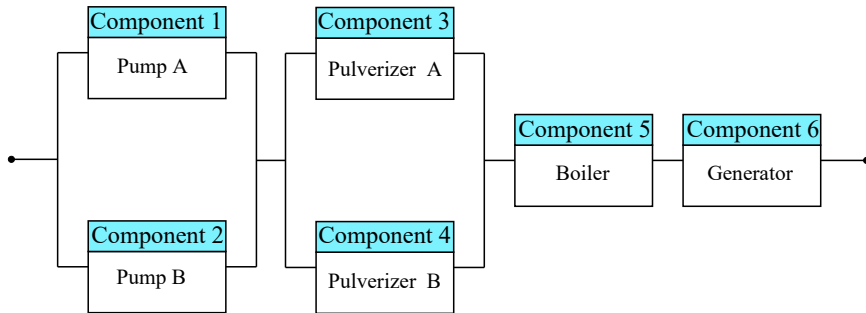 Component 1
Pump A
Component 2
Pump B
Component 3
Pulverizer A
Component 4
Pulverizer B
Component 5
Boiler
Component 6
Generator